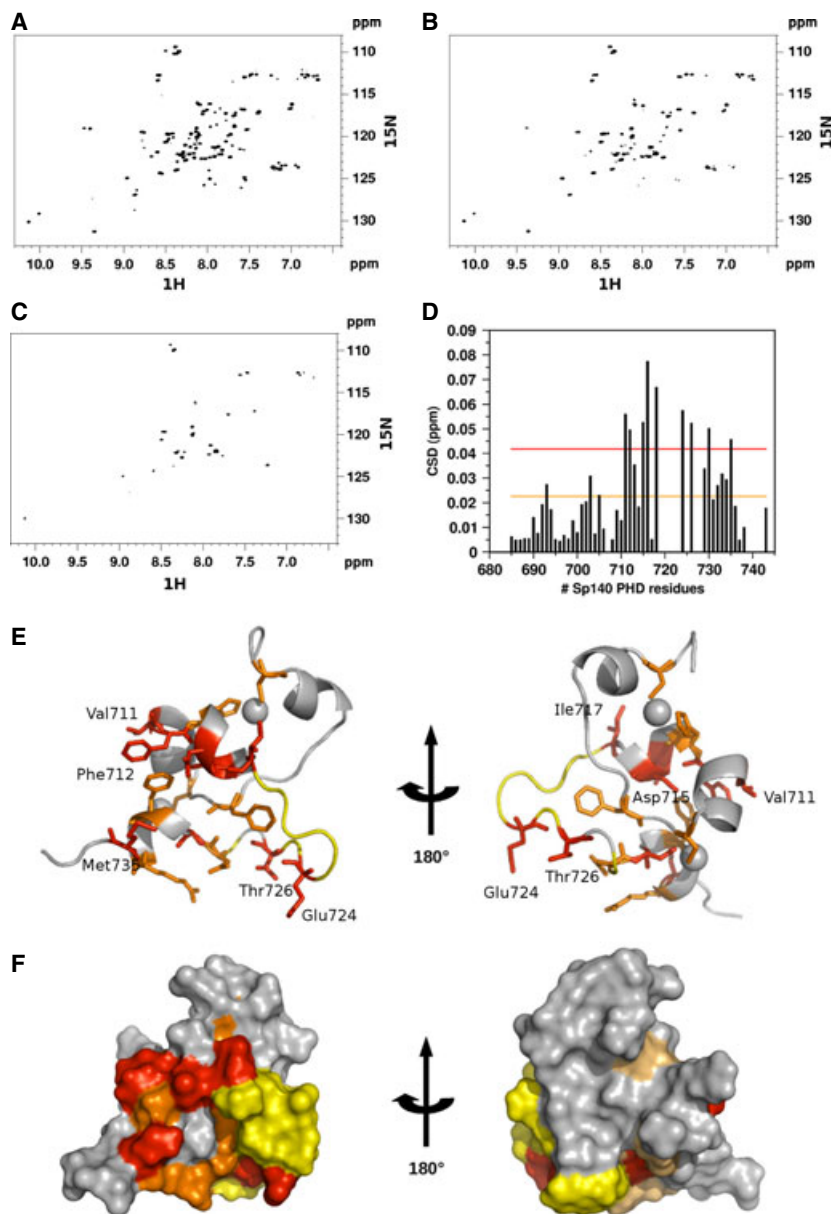 A
ppm
110
115
120
125
130
15N
10.0 9.5 9.0 8.5 8.0 7.5 7.0 ppm
1H
B
ppm
110
115
120
125
130
15N
10.0 9.5 9.0 8.5 8.0 7.5 7.0 ppm
1H
C
ppm
110
115
120
125
130
15N
10.0 9.5 9.0 8.5 8.0 7.5 7.0 ppm
1H
D
0.09
0.08
0.07
0.06
0.05
0.04
0.03
0.02
0.01
0
CSD (ppm)
680 690 700 710 720 730 740
# Sp140 PHD residues
E
Val711
Phe712
Met735
Thr726
Glu724
180°
Ile717
Asp715
Val711
Glu724
Thr726
F
180°